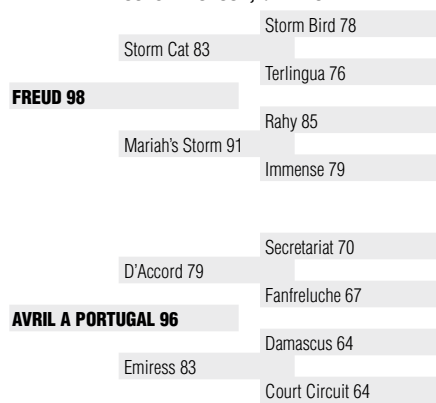 Storm Bird 78
Storm Cat 83
Terlingua 76
FREUD 98
Rahy 85
Mariah's Storm 91
Immense 79
Secretariat 70
D'Accord 79
Fanfreluche 67
AVRIL A PORTUGAL 96
Damascus 64
Emiress 83
Court Circuit 64